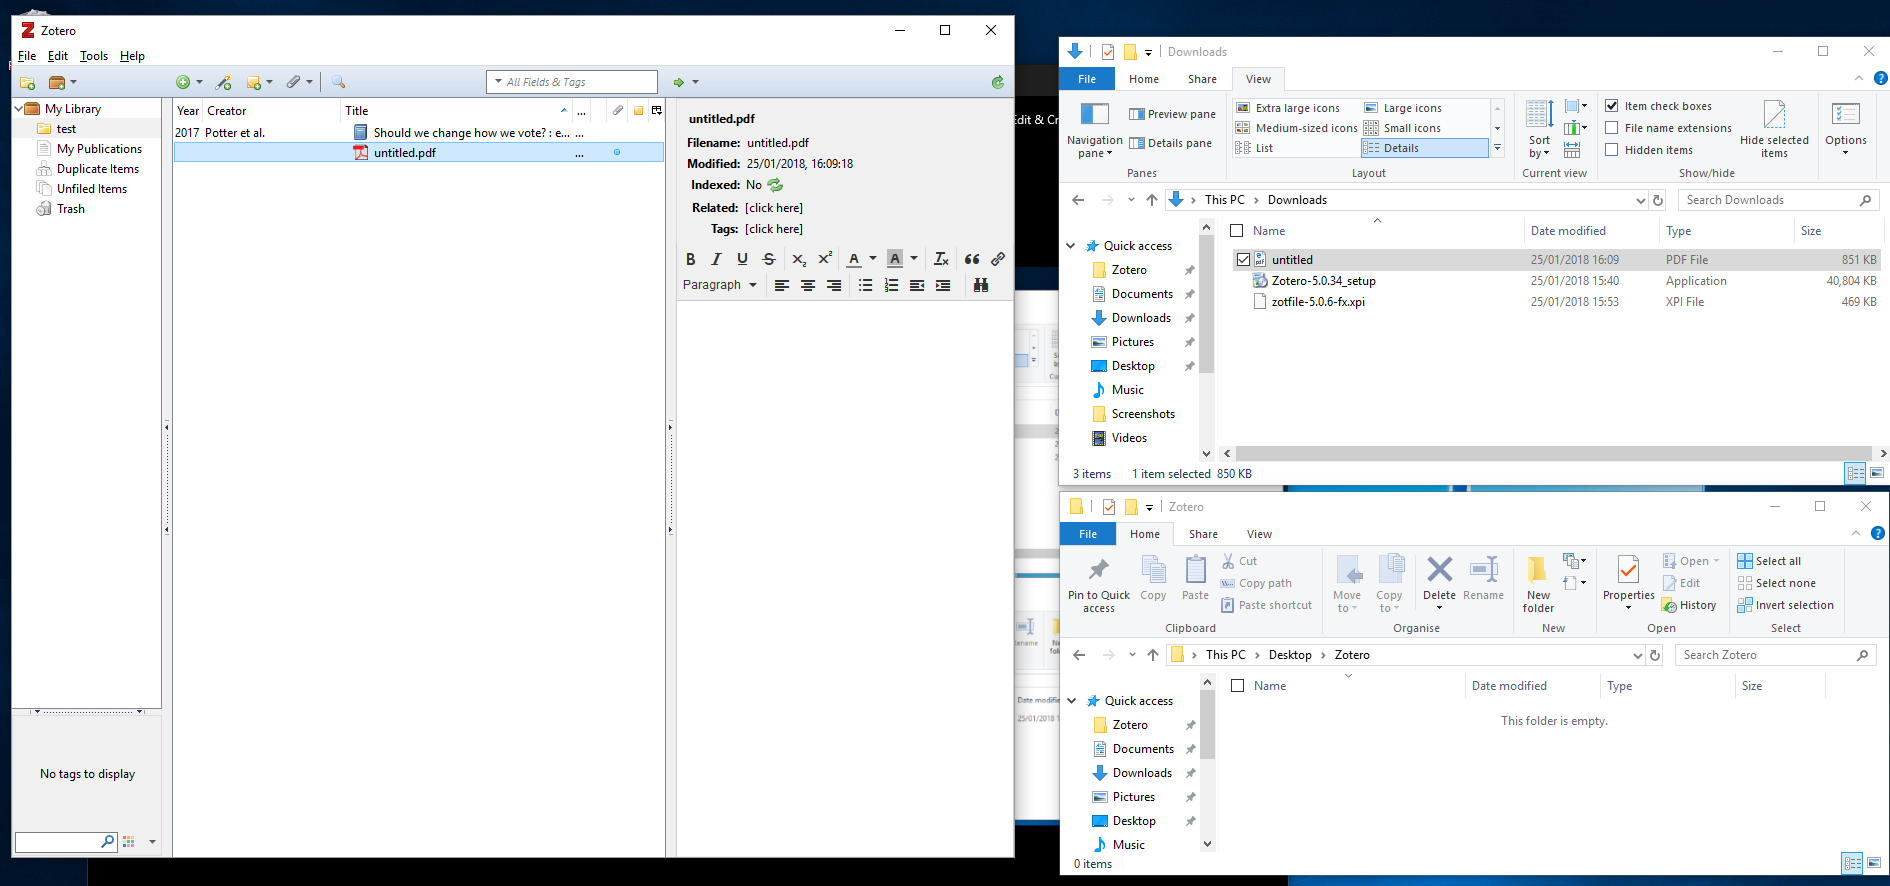 Zotero
File Edit Tools Help
All Fields & Tags
My Library
test
My Publications
Duplicate Items
Unfiled Items
Trash
No tags to display
Year Creator Title ...
2017 Potter et al. Should we change how we vote? : e... ...
untitled.pdf ...
untitled.pdf
Filename: untitled.pdf
Modified: 25/01/2018, 16:09:18
Indexed: No
Related: [click here]
Tags: [click here]
B I U S X2 X2 A A Tx
Paragraph
Edit & Cr
Date modifie
25/01/2018 1
Downloads
File Home Share View
Navigation pane
Preview pane
Details pane
Panes
Extra large icons Large icons
Medium-sized icons Small icons
List Details
Layout
Sort by
Current view
Item check boxes
File name extensions
Hidden items
Hide selected items
Show/hide
Options
This PC > Downloads
Search Downloads
Quick access
Zotero
Documents
Downloads
Pictures
Desktop
Music
Screenshots
Videos
Name Date modified Type Size
untitled 25/01/2018 16:09 PDF File 851 KB
Zotero-5.0.34_setup 25/01/2018 15:40 Application 40,804 KB
zotfile-5.0.6-fx.xpi 25/01/2018 15:53 XPI File 469 KB
3 items 1 item selected 850 KB
Zotero
File Home Share View
Pin to Quick access
Copy
Paste
Cut
Copy path
Paste shortcut
Clipboard
Move to
Copy to
Delete
Rename
Organise
New folder
New
Properties
Open
Edit
History
Open
Select all
Select none
Invert selection
Select
This PC > Desktop > Zotero
Search Zotero
Quick access
Zotero
Documents
Downloads
Pictures
Desktop
Music
Name Date modified Type Size
This folder is empty.
0 items